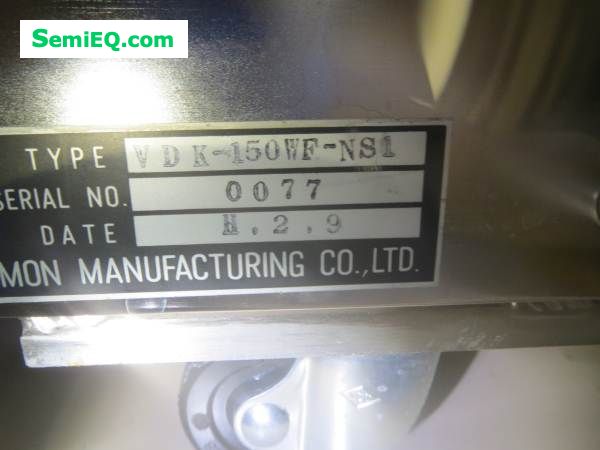 SemiEQ.com
TYPE VDK-150WF-NS1
SERIAL NO. 0077
DATE H.2.9
MON MANUFACTURING CO.,LTD.